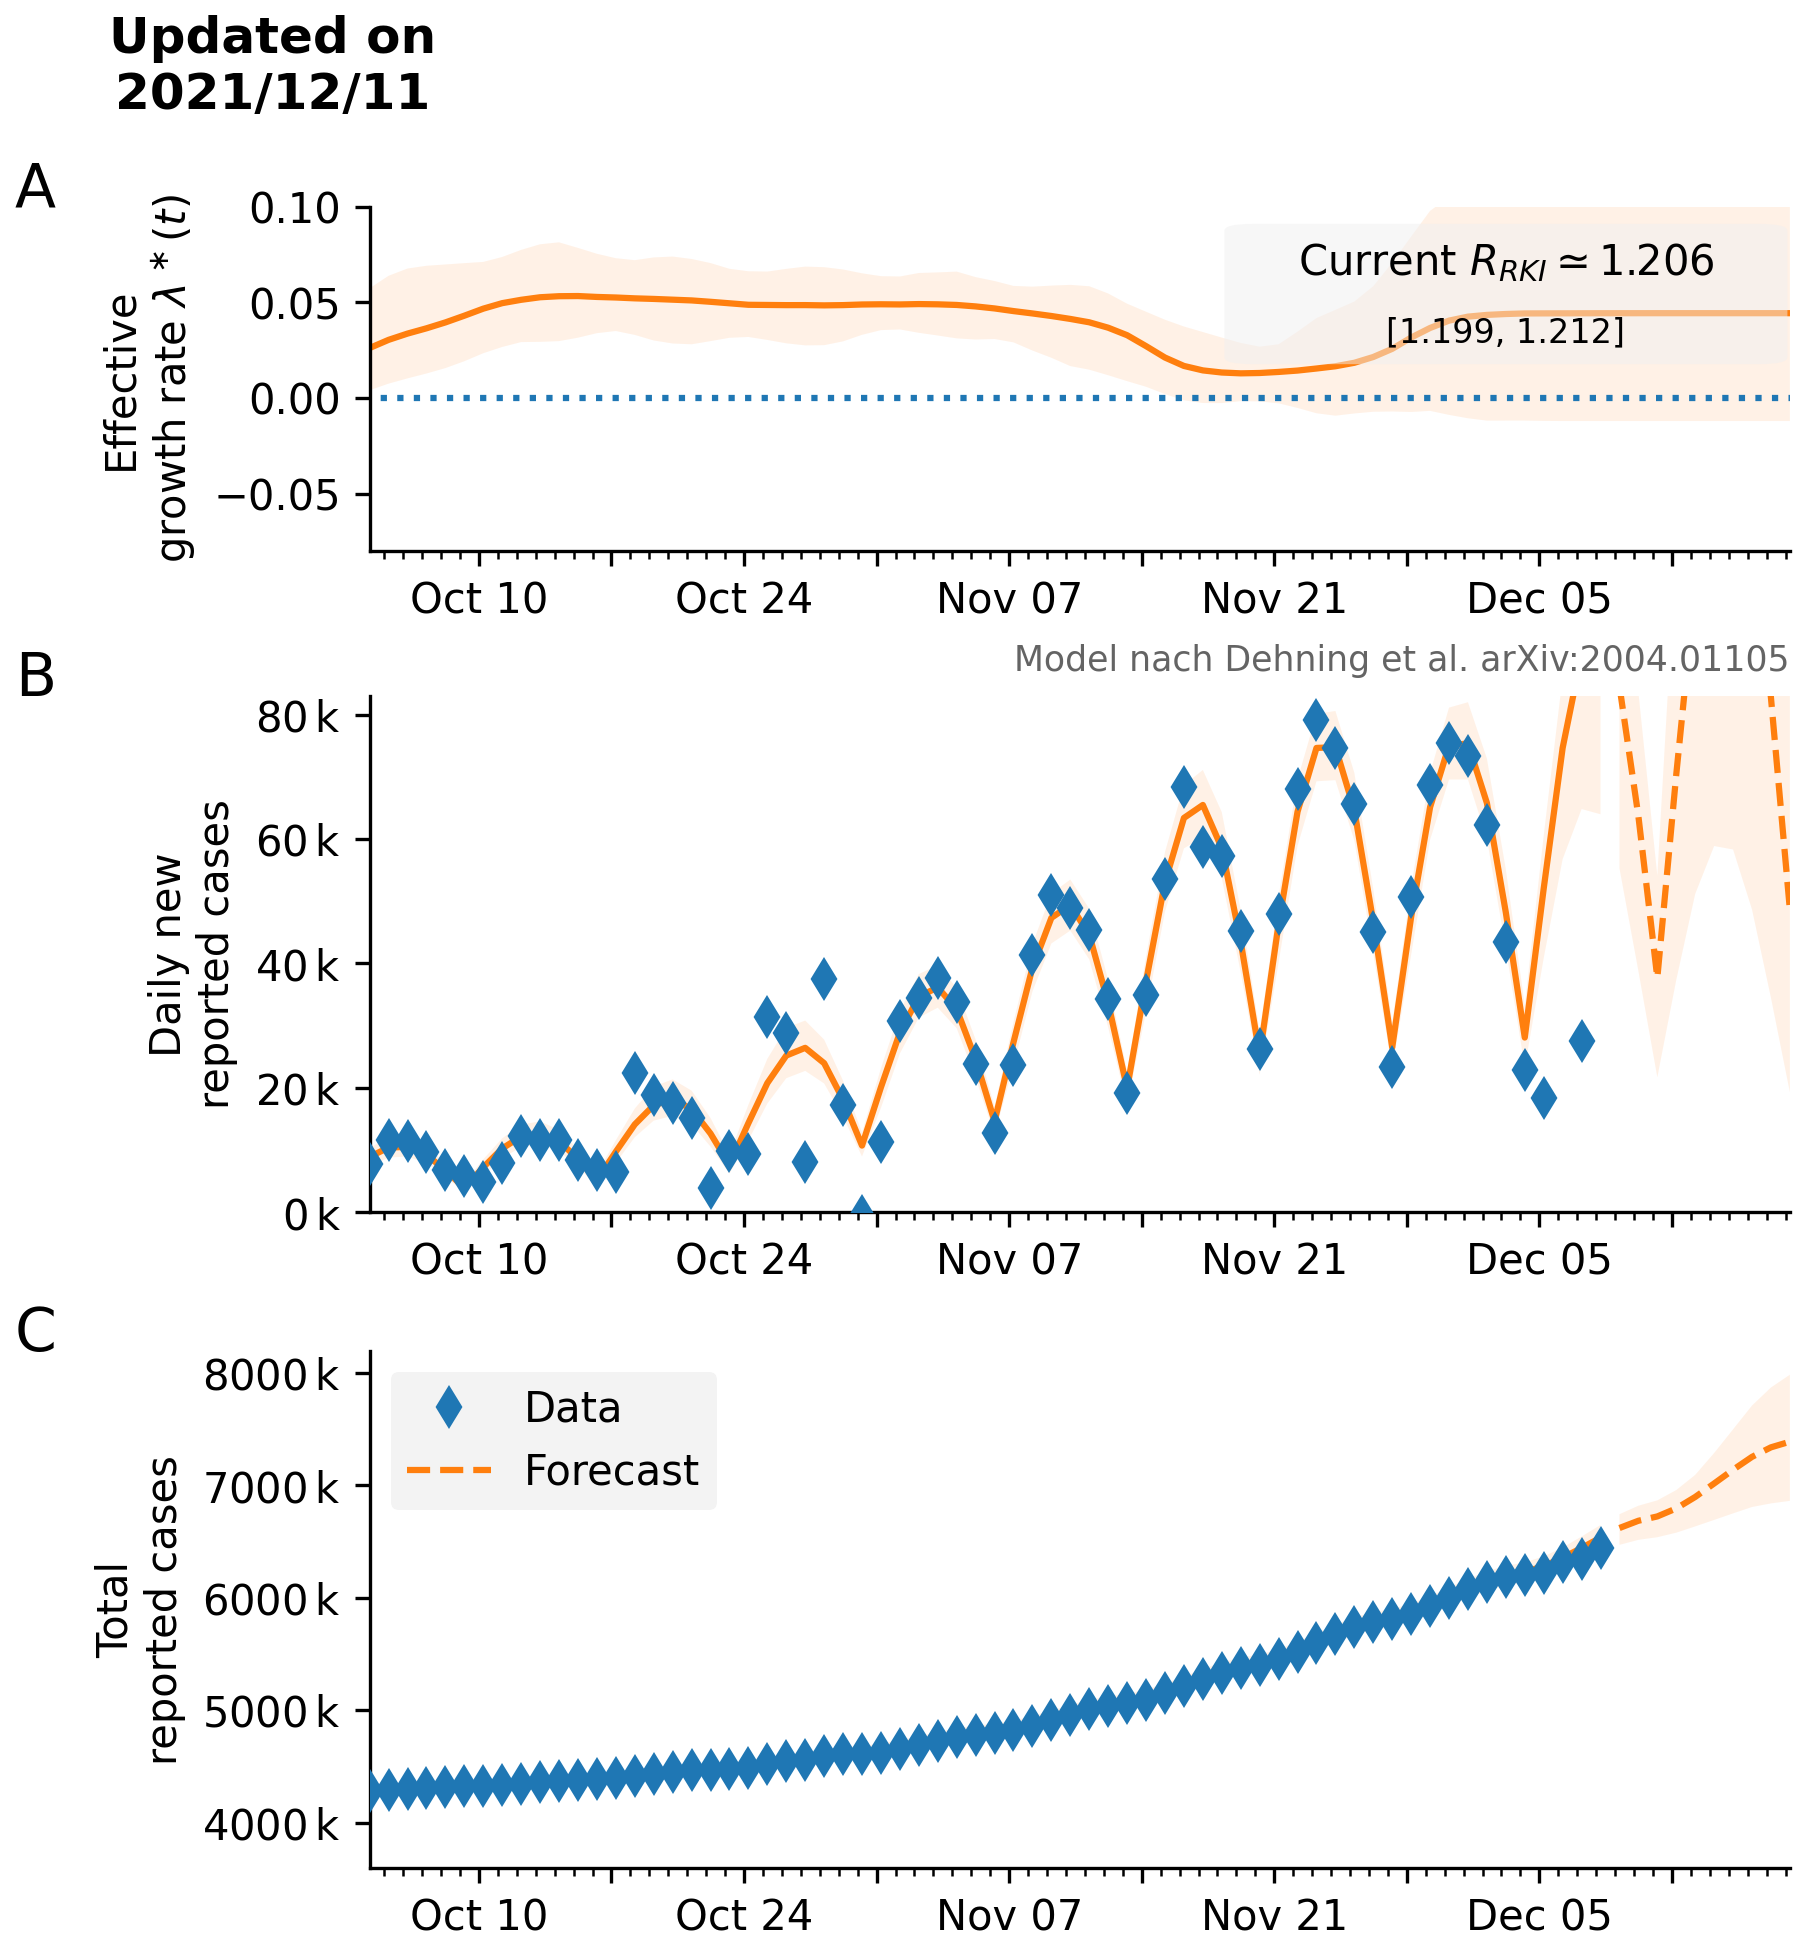 Updated on
2021/12/11
A
Effective
growth rate λ * (t)
0.10
0.05
0.00
−0.05
Current R_RKI ≃ 1.206
[1.199, 1.212]
Oct 10 Oct 24 Nov 07 Nov 21 Dec 05
Model nach Dehning et al. arXiv:2004.01105
B
Daily new
reported cases
80 k
60 k
40 k
20 k
0 k
Oct 10 Oct 24 Nov 07 Nov 21 Dec 05
C
Total
reported cases
8000 k
7000 k
6000 k
5000 k
4000 k
Data
Forecast
Oct 10 Oct 24 Nov 07 Nov 21 Dec 05